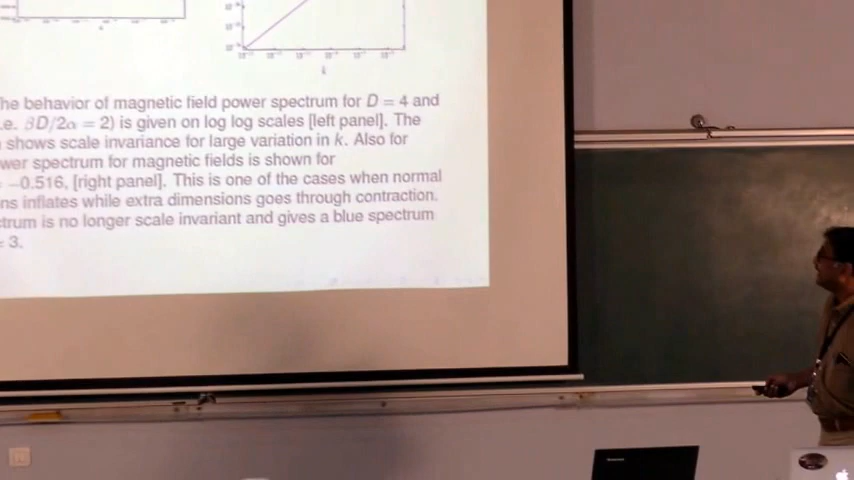 k
he behavior of magnetic field power spectrum for D = 4 and
.e. βD/2α = 2) is given on log log scales [left panel]. The
shows scale invariance for large variation in k. Also for
wer spectrum for magnetic fields is shown for
−0.516, [right panel]. This is one of the cases when normal
ns inflates while extra dimensions goes through contraction.
trum is no longer scale invariant and gives a blue spectrum
= 3.